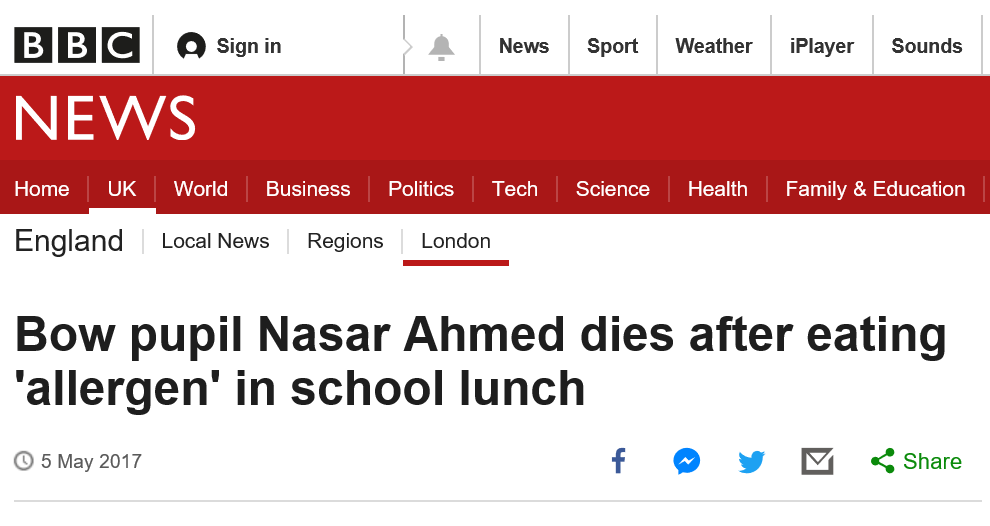 BBC Sign in News Sport Weather iPlayer Sounds
NEWS
Home UK World Business Politics Tech Science Health Family & Education
England Local News Regions London
Bow pupil Nasar Ahmed dies after eating
'allergen' in school lunch
5 May 2017 Share